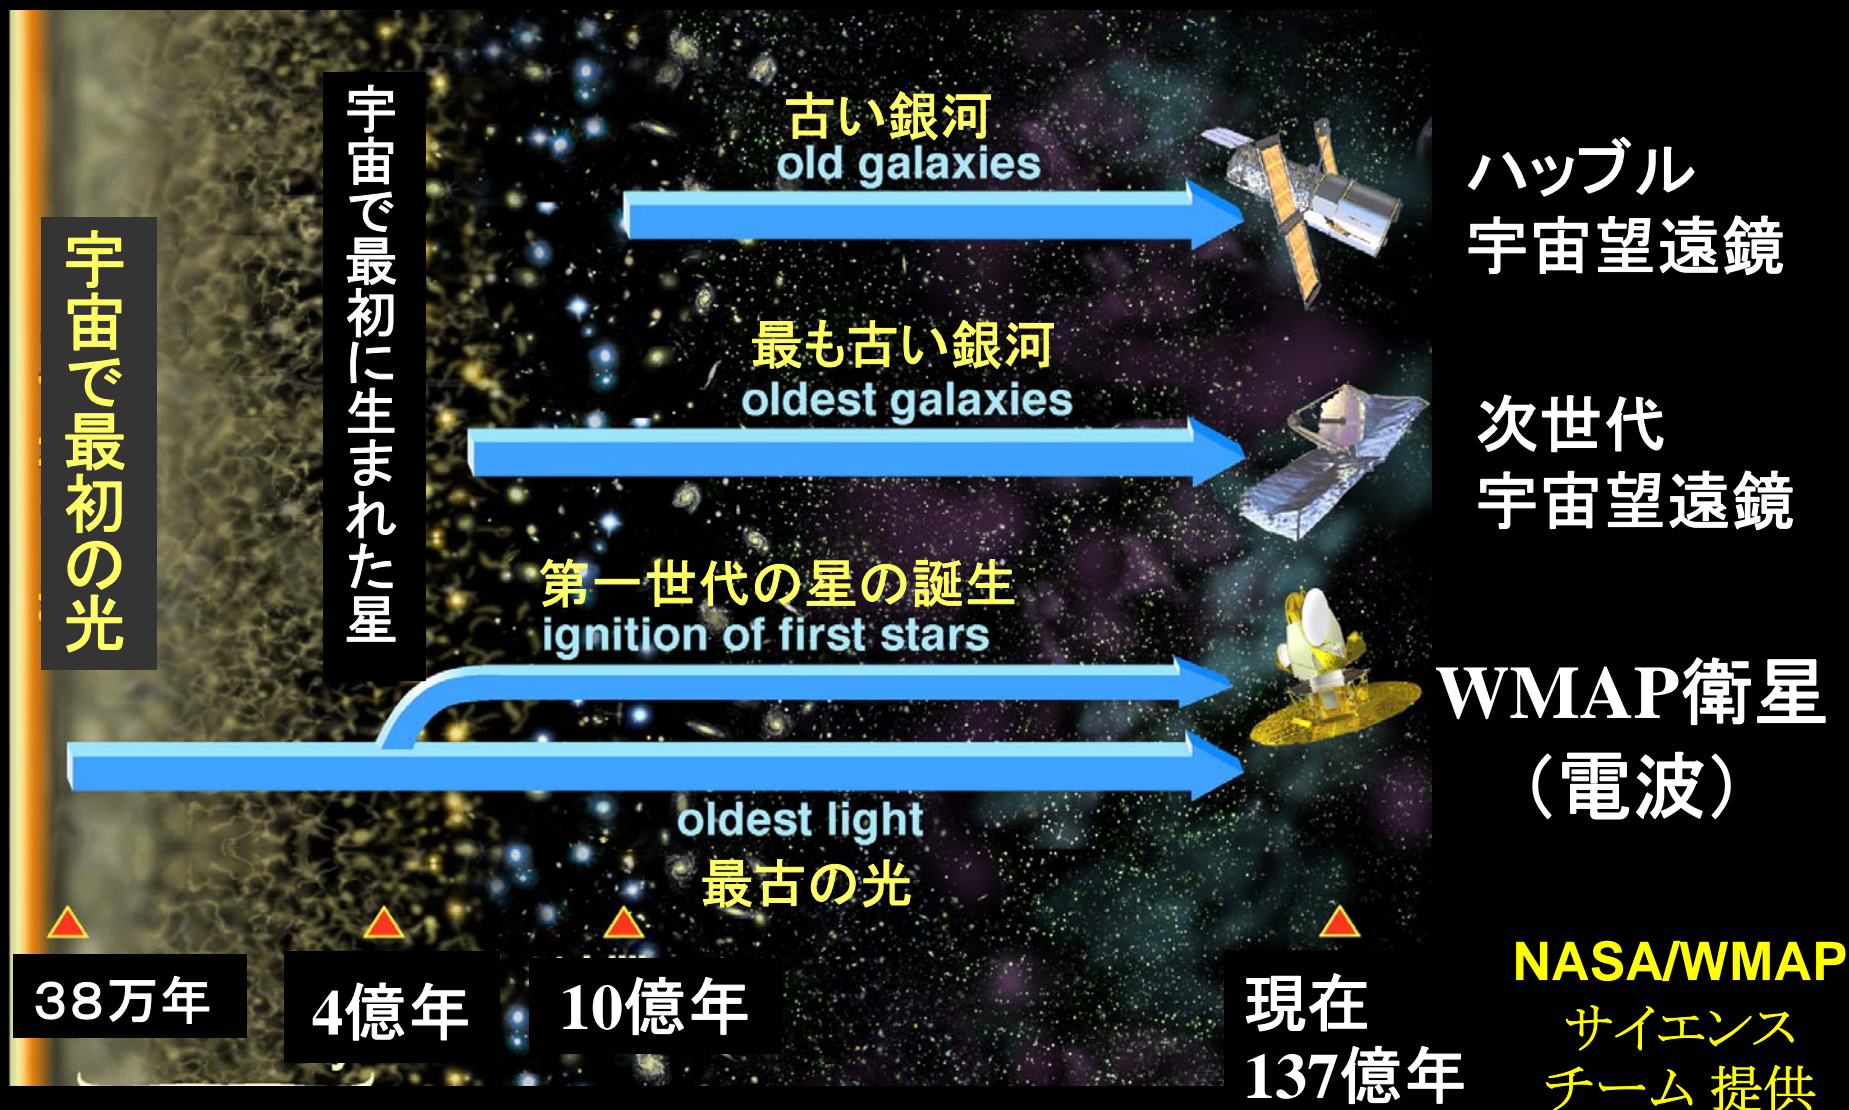 宇宙で最初の光
宇宙で最初に生まれた星
古い銀河
old galaxies
ハッブル
宇宙望遠鏡
最も古い銀河
oldest galaxies
次世代
宇宙望遠鏡
第一世代の星の誕生
ignition of first stars
WMAP衛星
（電波）
oldest light
最古の光
38万年
4億年
10億年
現在
137億年
NASA/WMAP
サイエンス
チーム 提供